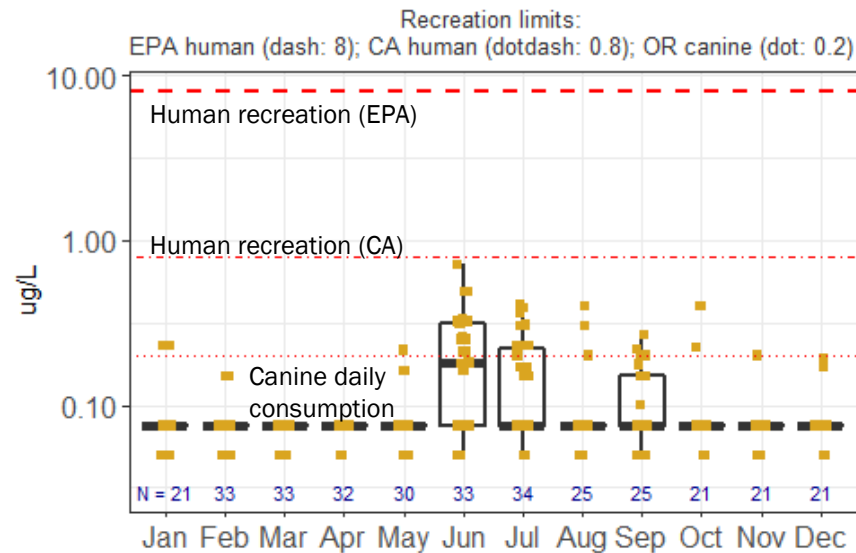 Recreation limits:
EPA human (dash: 8); CA human (dotdash: 0.8); OR canine (dot: 0.2)
10.00
Human recreation (EPA)
1.00
Human recreation (CA)
ug/L
Canine daily
consumption
0.10
N = 21 33 33 32 30 33 34 25 25 21 21 21
Jan Feb Mar Apr May Jun Jul Aug Sep Oct Nov Dec